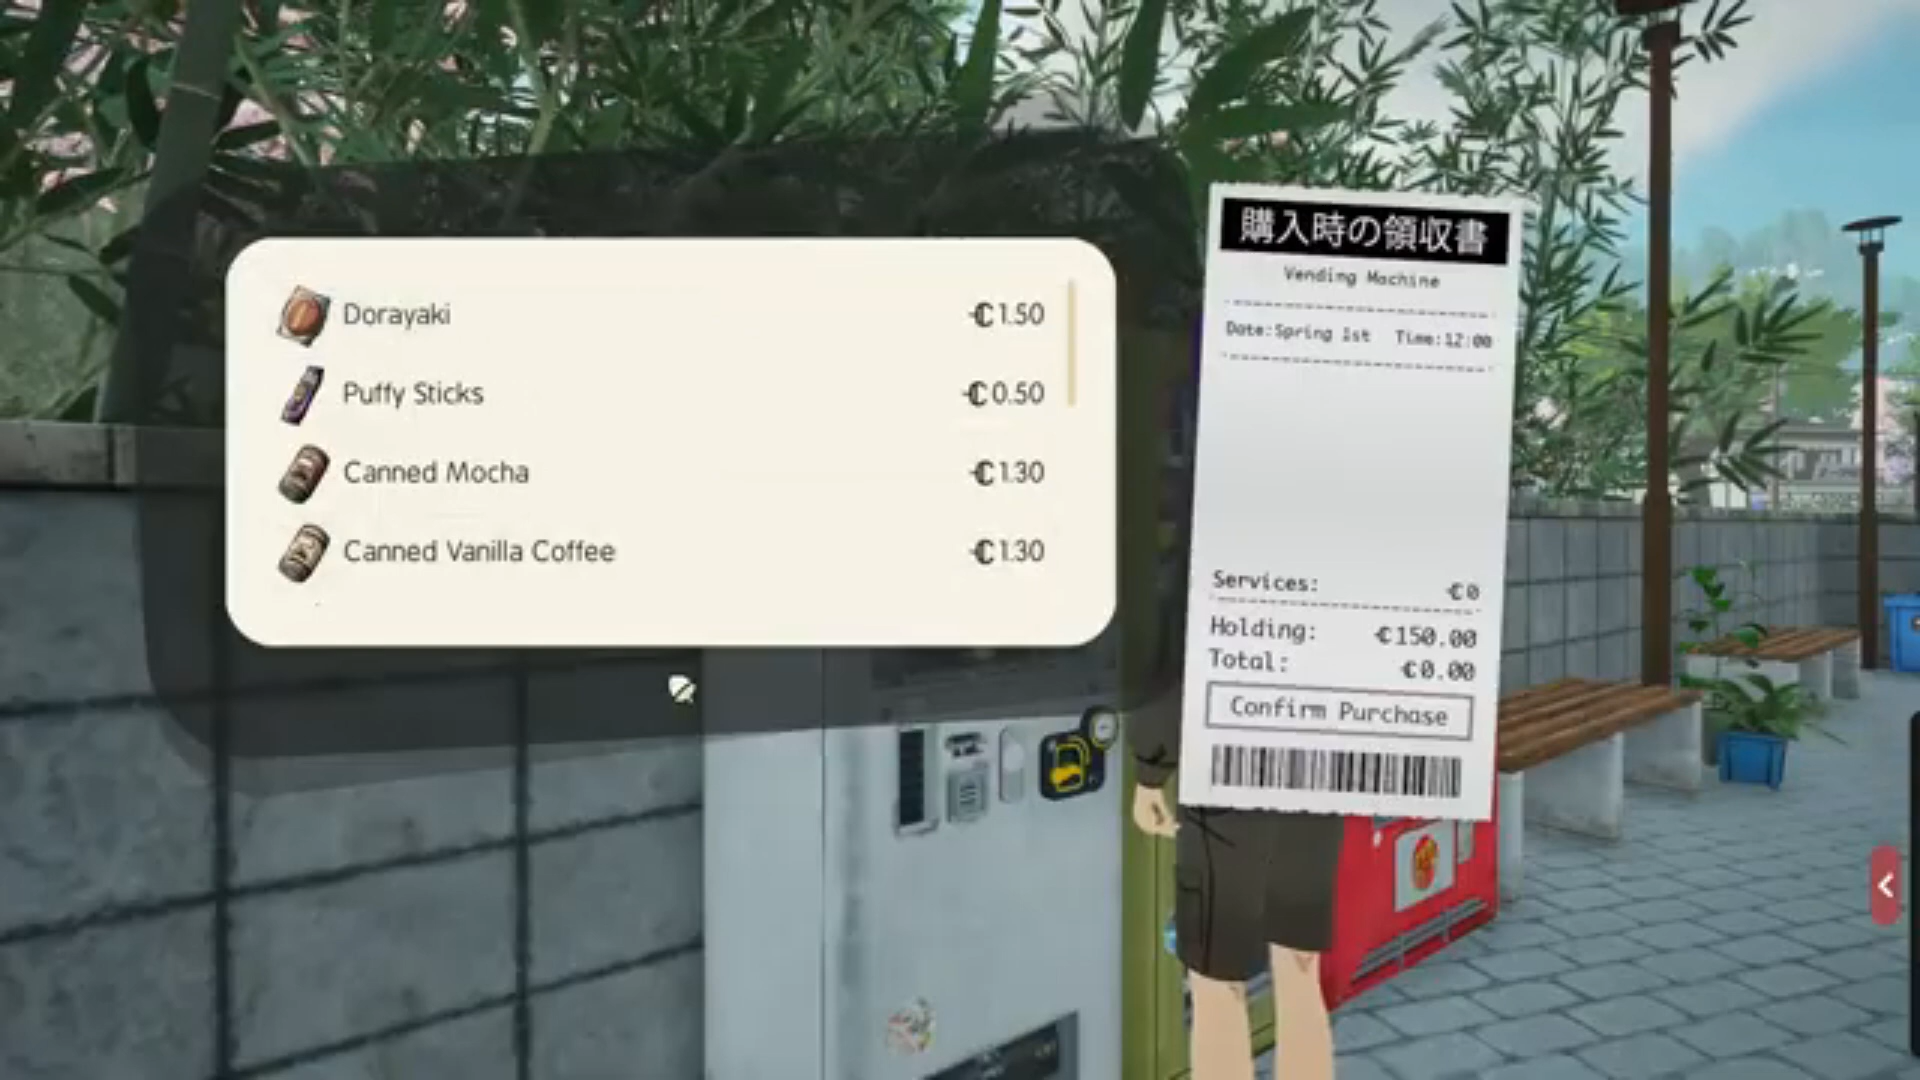 Dorayaki €1.50
Puffy Sticks €0.50
Canned Mocha €1.30
Canned Vanilla Coffee €1.30
購入時の領収書
Vending Machine
Date:Spring 1st Time:12:00
Services: €0
Holding: €150.00
Total: €0.00
Confirm Purchase